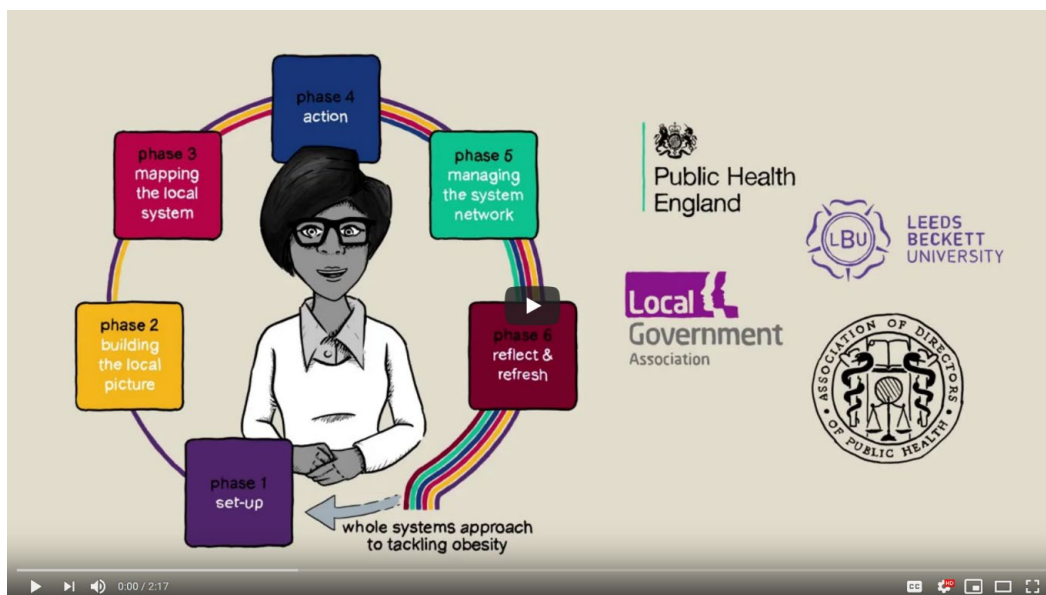 phase 4
action
phase 3
mapping
the local
system
phase 5
managing
the system
network
phase 2
building
the local
picture
phase 6
reflect &
refresh
phase 1
set-up
whole systems approach
to tackling obesity
Public Health
England
LBU
LEEDS
BECKETT
UNIVERSITY
Local
Government
Association
ASSOCIATION OF DIRECTORS
OF PUBLIC HEALTH
0:00 / 2:17
CC
HD